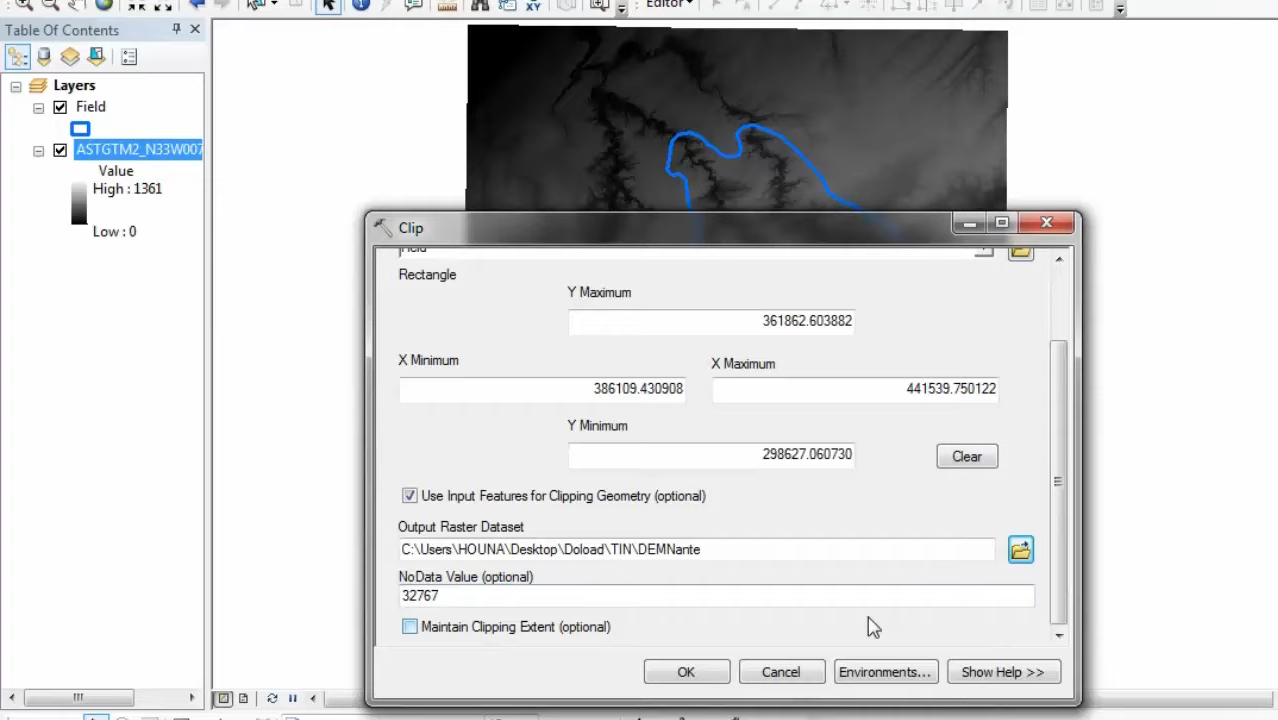 Editor
Table Of Contents
Layers
Field
ASTGTM2_N33W007
Value
High : 1361
Low : 0
Clip
Field
Rectangle
Y Maximum
361862.603882
X Minimum
X Maximum
386109.430908
441539.750122
Y Minimum
298627.060730
Clear
Use Input Features for Clipping Geometry (optional)
Output Raster Dataset
C:\Users\HOUNA\Desktop\Doload\TIN\DEMNante
NoData Value (optional)
32767
Maintain Clipping Extent (optional)
OK
Cancel
Environments...
Show Help >>